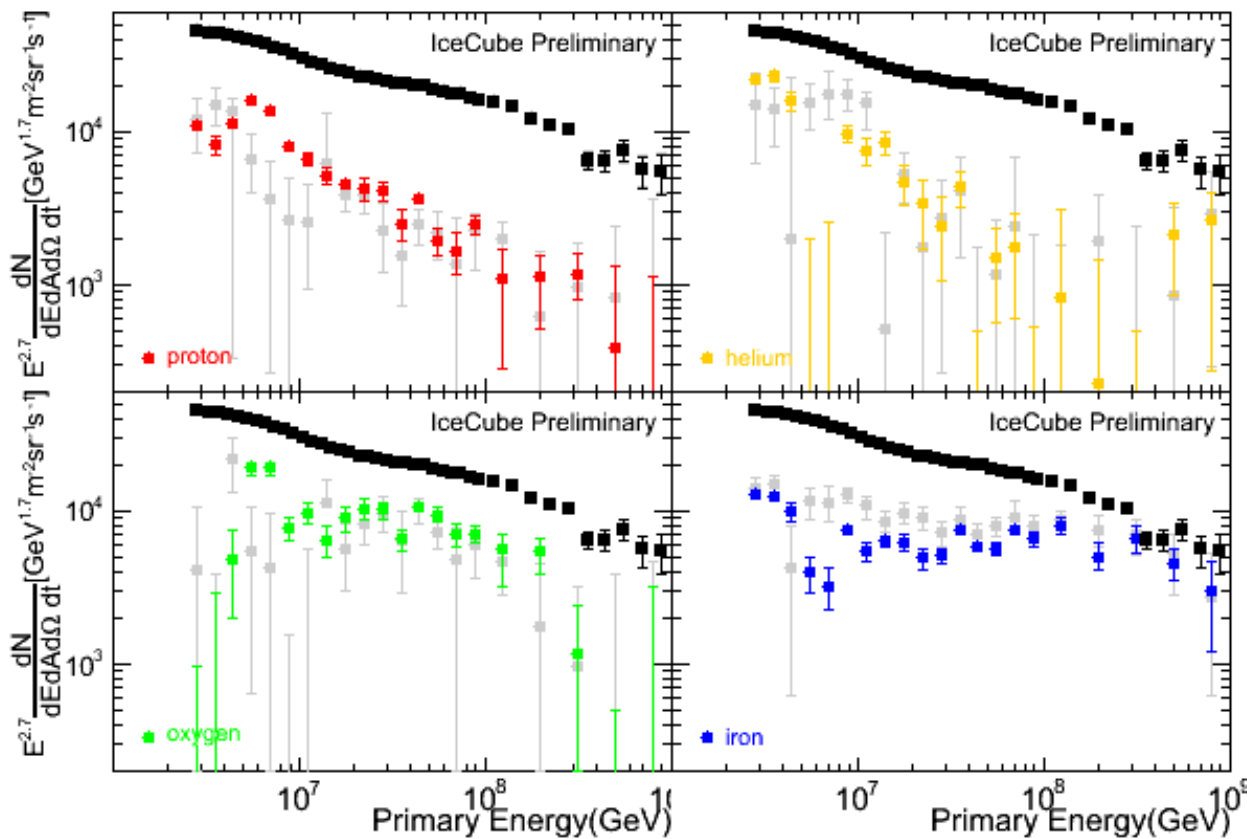 E^2.7 dN/dEdAdΩ dt [GeV^1.7 m^-2 sr^-1 s^-1]
10^4
10^3
IceCube Preliminary
proton
IceCube Preliminary
helium
E^2.7 dN/dEdAdΩ dt [GeV^1.7 m^-2 sr^-1 s^-1]
10^4
10^3
IceCube Preliminary
oxygen
IceCube Preliminary
iron
10^7
10^8
10
10^7
10^8
10^9
Primary Energy(GeV)
Primary Energy(GeV)